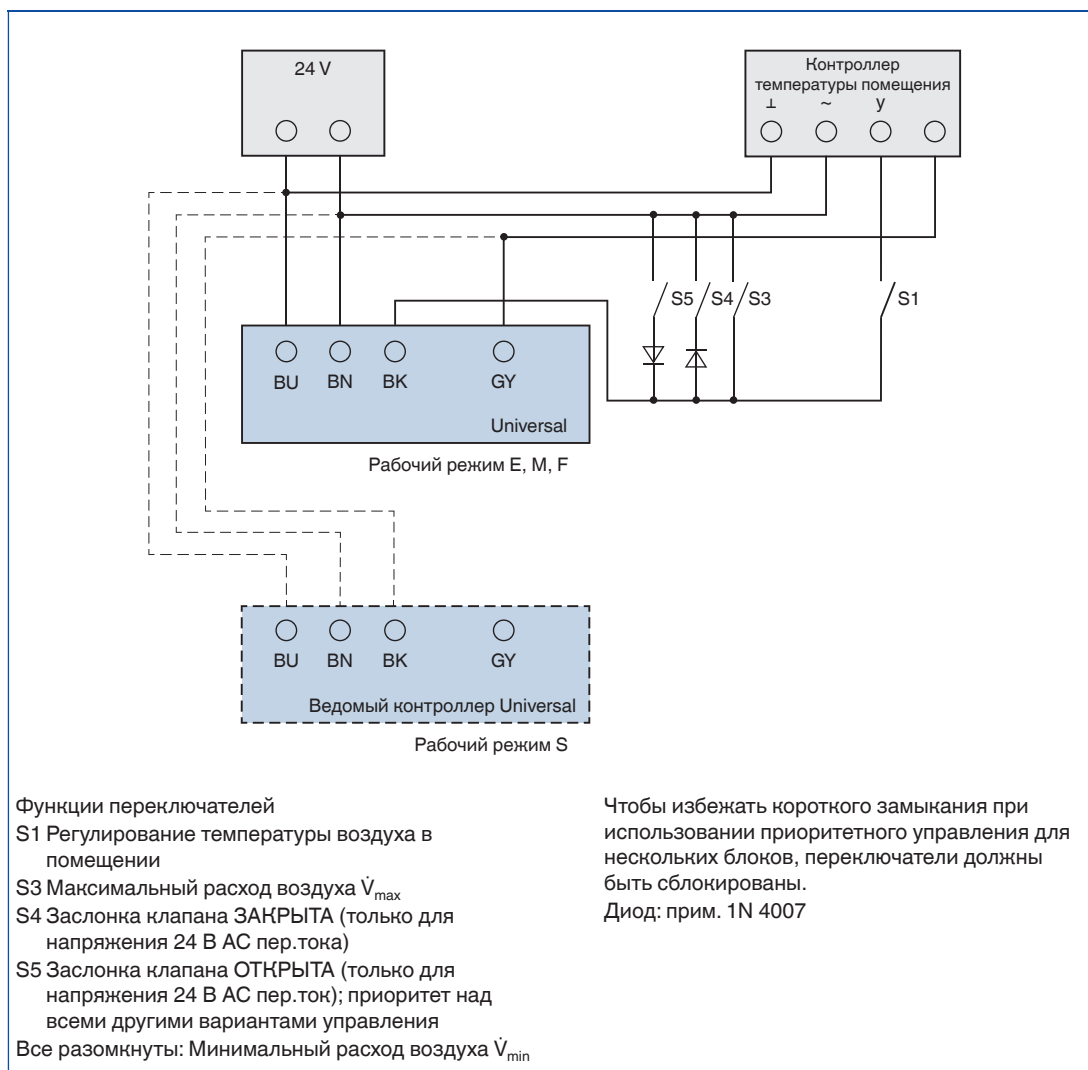 24 V
Контроллер
температуры помещения
⊥ ~ y
S5 S4 S3 S1
BU BN BK GY
Universal
Рабочий режим E, M, F
BU BN BK GY
Ведомый контроллер Universal
Рабочий режим S
Функции переключателей
S1 Регулирование температуры воздуха в
помещении
S3 Максимальный расход воздуха V̇max
S4 Заслонка клапана ЗАКРЫТА (только для
напряжения 24 В АС пер.тока)
S5 Заслонка клапана ОТКРЫТА (только для
напряжения 24 В АС пер.ток); приоритет над
всеми другими вариантами управления
Все разомкнуты: Минимальный расход воздуха V̇min
Чтобы избежать короткого замыкания при
использовании приоритетного управления для
нескольких блоков, переключатели должны
быть сблокированы.
Диод: прим. 1N 4007